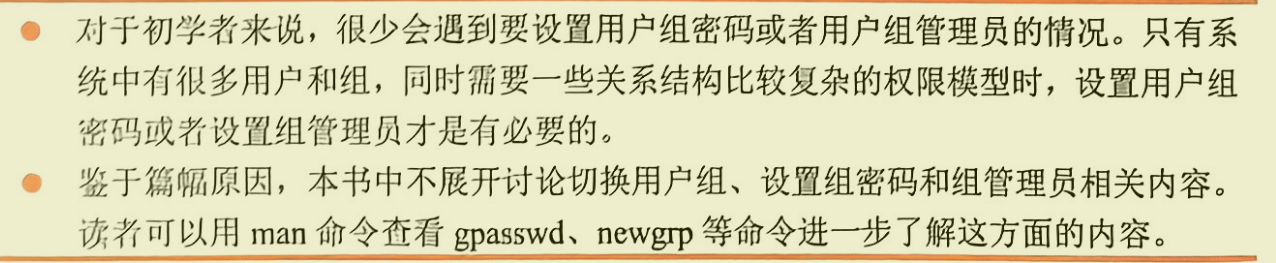 ● 对于初学者来说，很少会遇到要设置用户组密码或者用户组管理员的情况。只有系
统中有很多用户和组，同时需要一些关系结构比较复杂的权限模型时，设置用户组
密码或者设置组管理员才是有必要的。
● 鉴于篇幅原因，本书中不展开讨论切换用户组、设置组密码和组管理员相关内容。
读者可以用 man 命令查看 gpasswd、newgrp 等命令进一步了解这方面的内容。